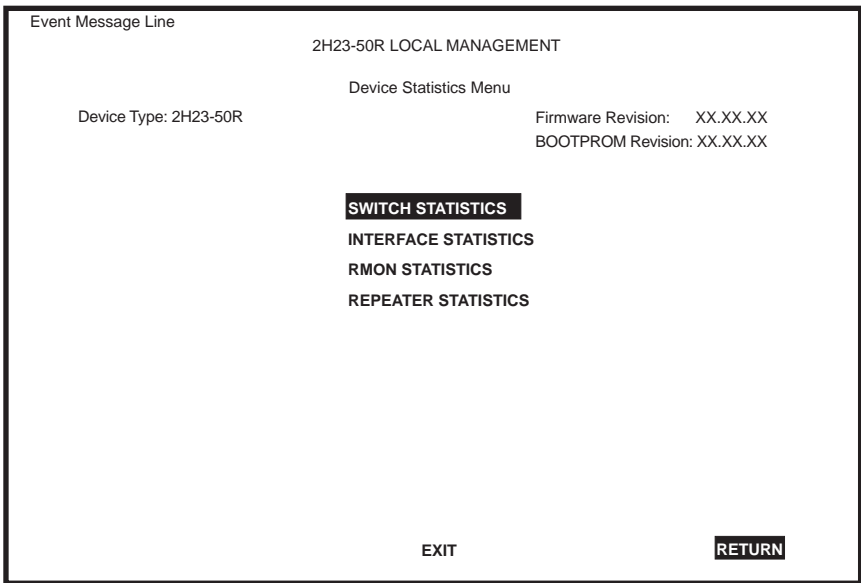 Event Message Line
2H23-50R LOCAL MANAGEMENT
Device Statistics Menu
Device Type: 2H23-50R Firmware Revision: XX.XX.XX
BOOTPROM Revision: XX.XX.XX
SWITCH STATISTICS
INTERFACE STATISTICS
RMON STATISTICS
REPEATER STATISTICS
EXIT RETURN